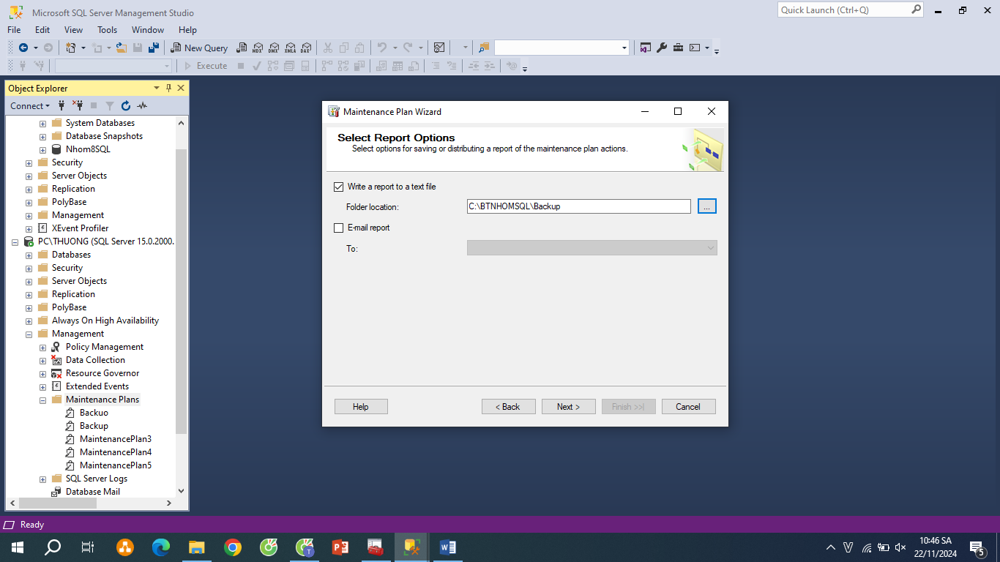 Microsoft SQL Server Management Studio
Quick Launch (Ctrl+Q)
File Edit View Tools Window Help
New Query MDX DMX XMLA DAX
Execute
Object Explorer
Connect
System Databases
Database Snapshots
Nhom8SQL
Security
Server Objects
Replication
PolyBase
Management
XEvent Profiler
PC\THUONG (SQL Server 15.0.2000.
Databases
Security
Server Objects
Replication
PolyBase
Always On High Availability
Management
Policy Management
Data Collection
Resource Governor
Extended Events
Maintenance Plans
Backuo
Backup
MaintenancePlan3
MaintenancePlan4
MaintenancePlan5
SQL Server Logs
Database Mail
Maintenance Plan Wizard
Select Report Options
Select options for saving or distributing a report of the maintenance plan actions.
Write a report to a text file
Folder location: C:\BTNHOMSQL\Backup ...
E-mail report
To:
Help < Back Next > Finish >>| Cancel
Ready
10:46 SA
22/11/2024
5